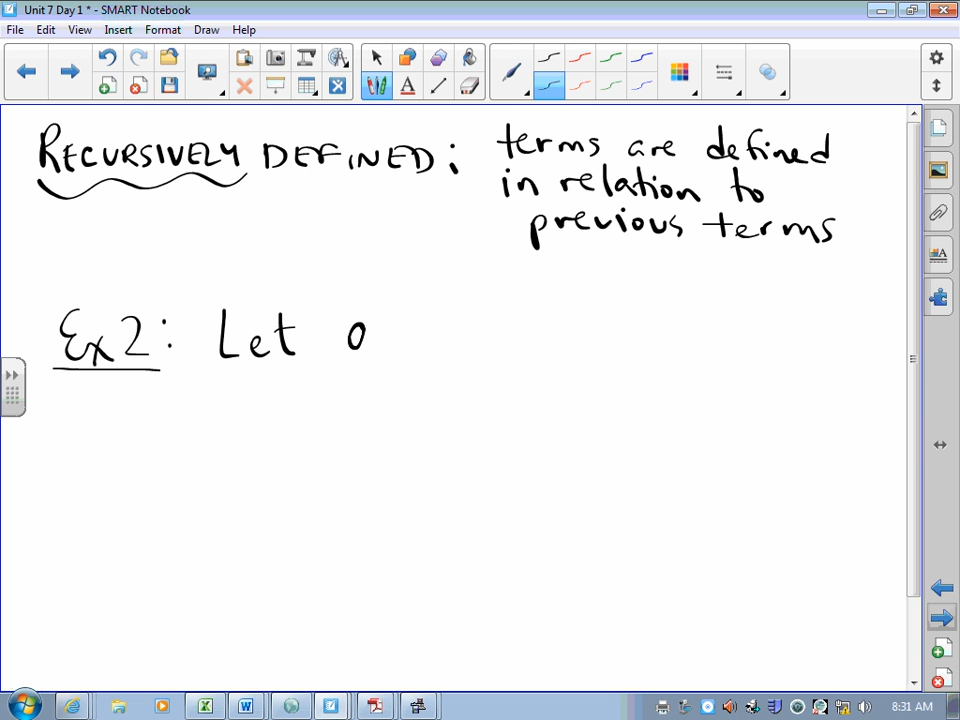 Unit 7 Day 1 * - SMART Notebook
File Edit View Insert Format Draw Help
RECURSIVELY DEFINED: terms are defined
in relation to
previous terms
Ex2: Let a
8:31 AM